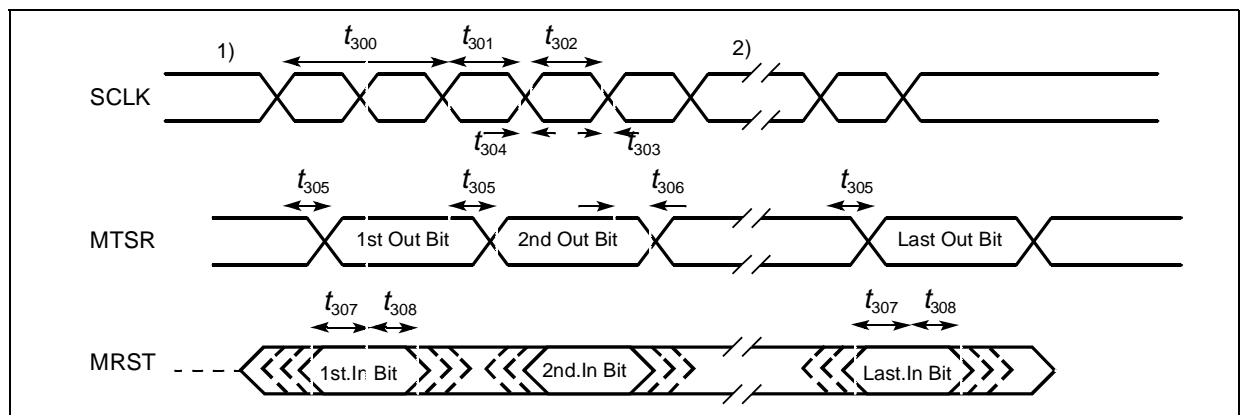 1) t300 t301 t302 2)
SCLK
t304 t303
t305 t305 t306 t305
MTSR 1st Out Bit 2nd Out Bit Last Out Bit
t307 t308 t307 t308
MRST 1st.In Bit 2nd.In Bit Last.In Bit